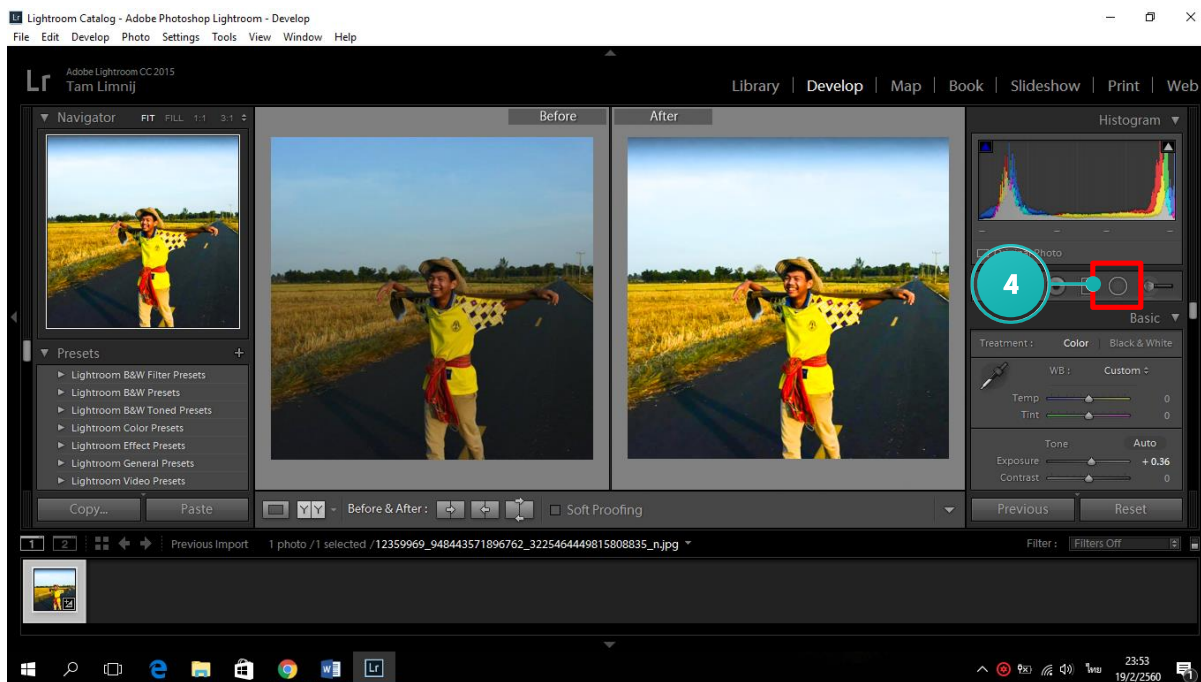 Lightroom Catalog - Adobe Photoshop Lightroom - Develop
File Edit Develop Photo Settings Tools View Window Help
Lr Adobe Lightroom CC 2015
Tam Limnij
Library | Develop | Map | Book | Slideshow | Print | Web
Navigator FIT FILL 1:1 3:1
Before
After
Histogram
Photo
4
Basic
Treatment : Color Black & White
WB : Custom
Temp 0
Tint 0
Tone Auto
Exposure + 0.36
Contrast 0
Presets +
Lightroom B&W Filter Presets
Lightroom B&W Presets
Lightroom B&W Toned Presets
Lightroom Color Presets
Lightroom Effect Presets
Lightroom General Presets
Lightroom Video Presets
Copy... Paste
Y Y Before & After : Soft Proofing
Previous Reset
1 2 Previous Import 1 photo / 1 selected / 12359969_948443571896762_3225464449815808835_n.jpg
Filter : Filters Off
Lr
ไทย
23:53
19/2/2560
1